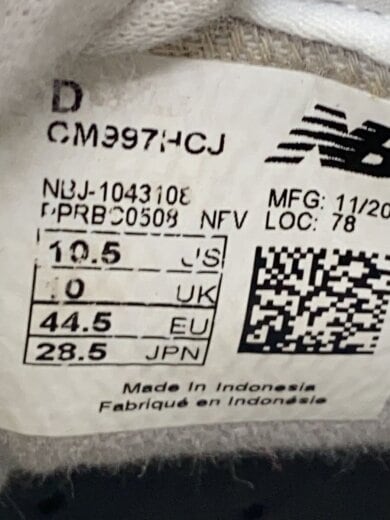 D
CM997HCJ
NB
NBJ-1043108
PPRBC0508 NFV
MFG: 11/20
LOC: 78
10.5 US
10 UK
44.5 EU
28.5 JPN
Made In Indonesia
Fabriqué en Indonésie